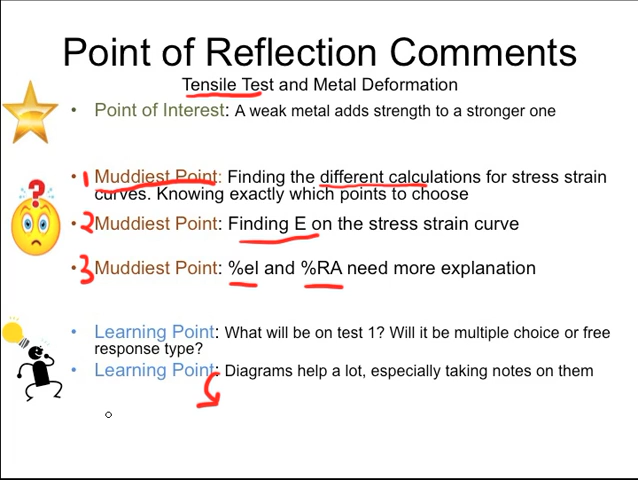 Point of Reflection Comments
Tensile Test and Metal Deformation
• Point of Interest: A weak metal adds strength to a stronger one
• 1 Muddiest Point: Finding the different calculations for stress strain
curves. Knowing exactly which points to choose
• 2 Muddiest Point: Finding E on the stress strain curve
• 3 Muddiest Point: %el and %RA need more explanation
• Learning Point: What will be on test 1? Will it be multiple choice or free
response type?
• Learning Point: Diagrams help a lot, especially taking notes on them